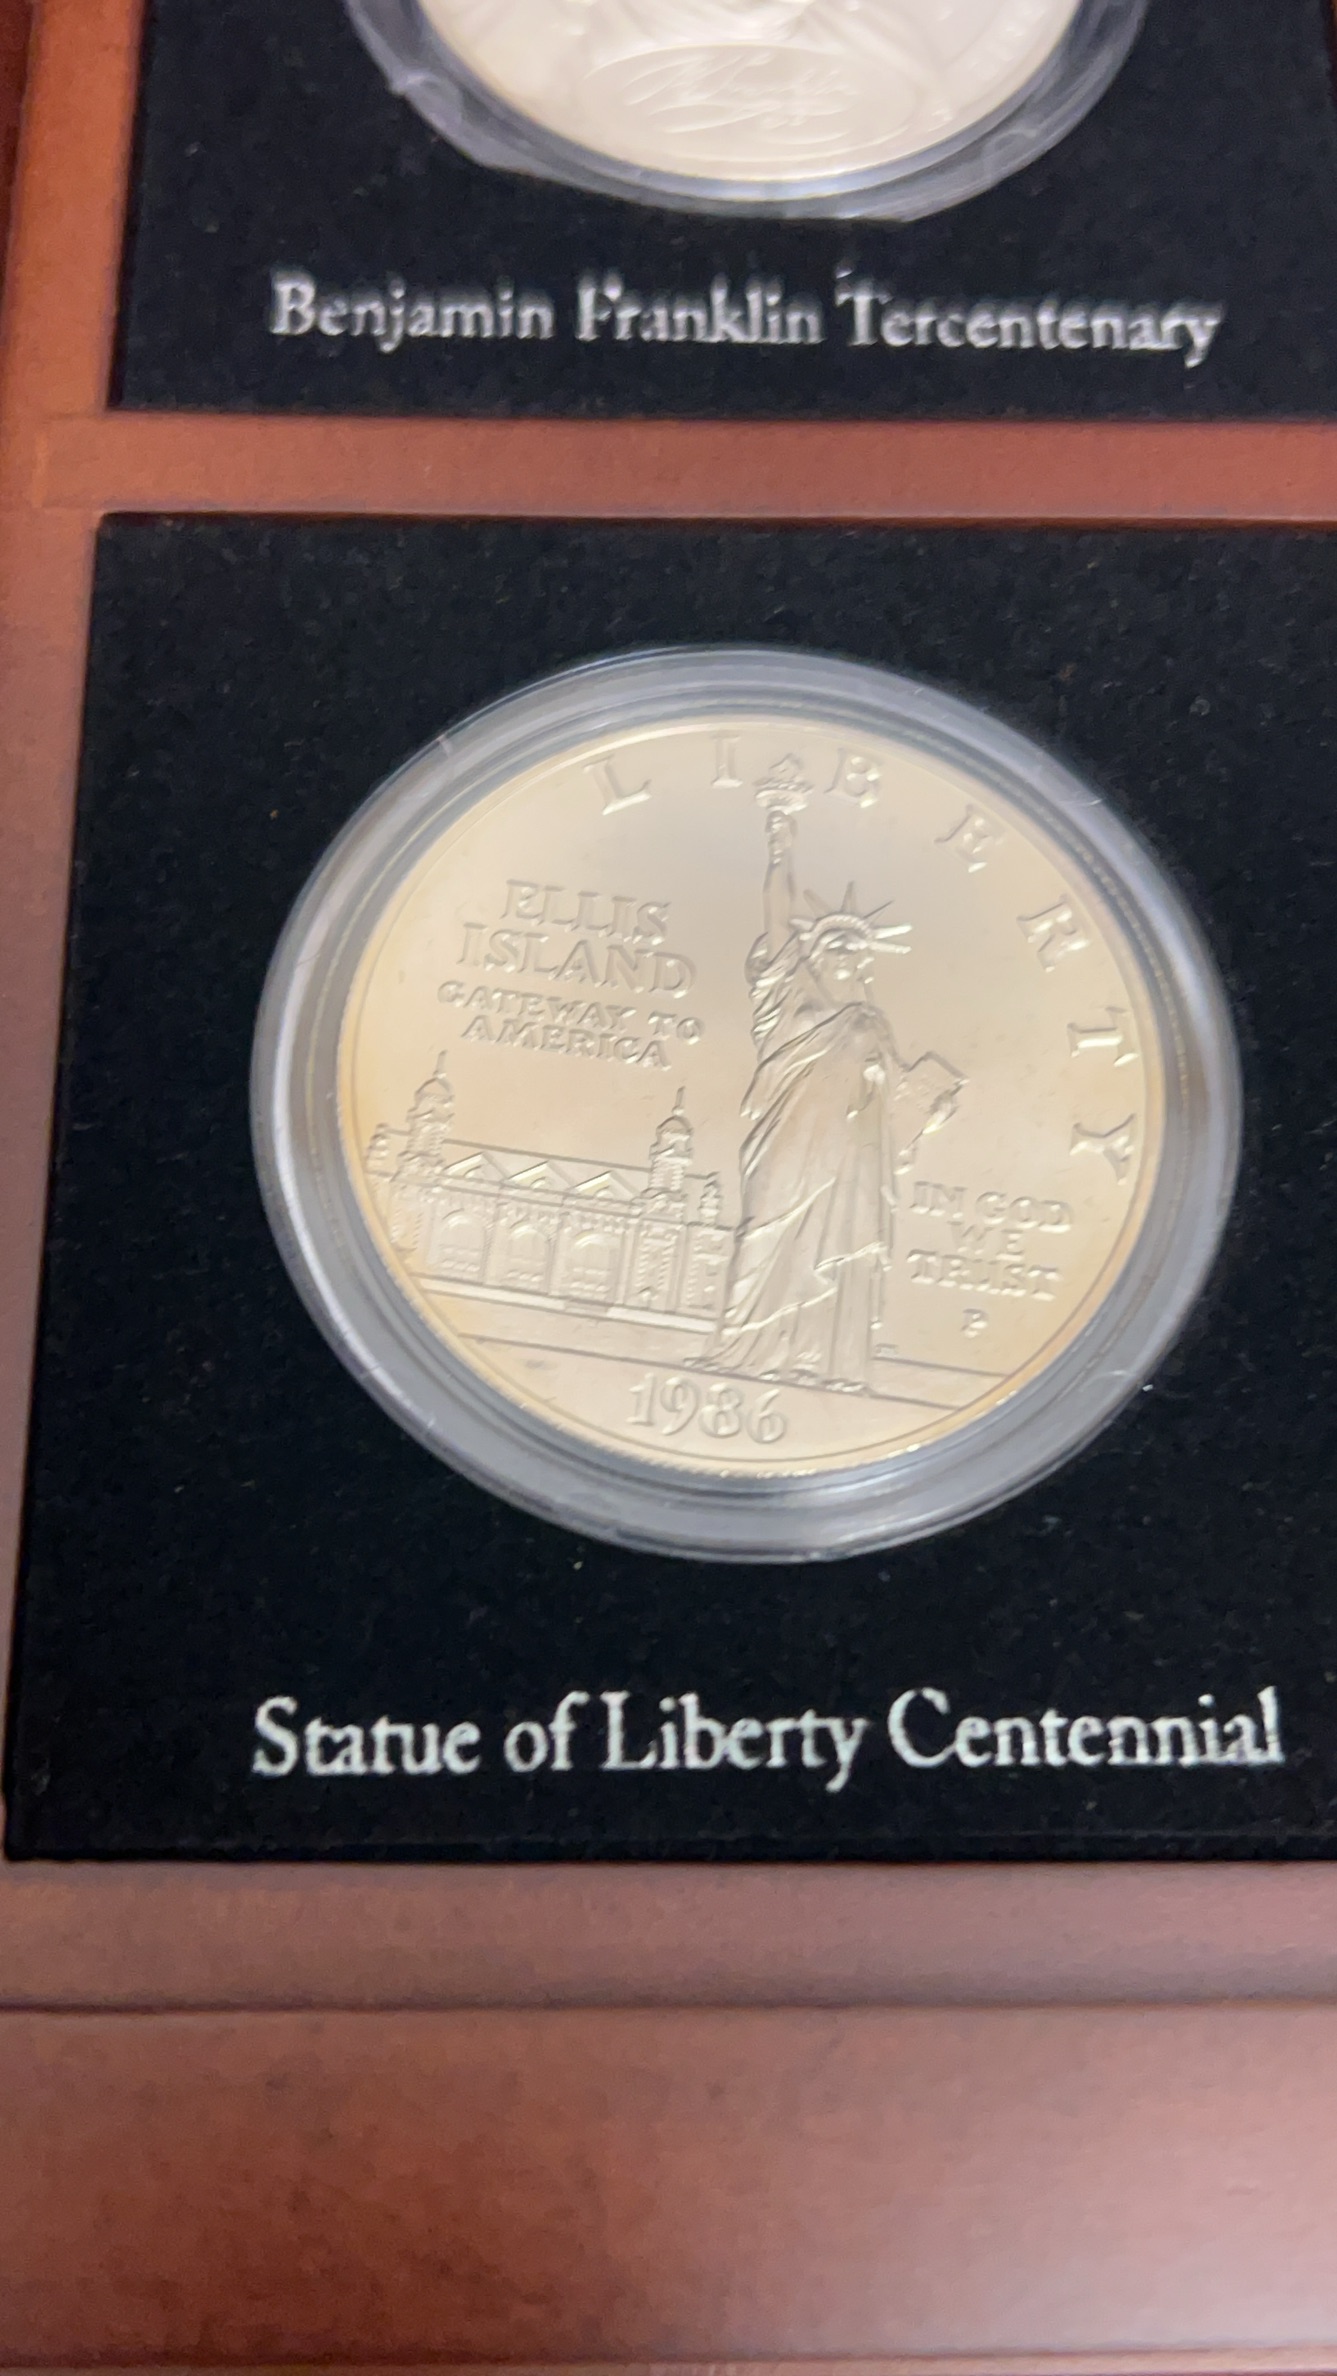 Benjamin Franklin Tercentenary
LIBERTY
ELLIS
ISLAND
GATEWAY TO
AMERICA
IN GOD
WE
TRUST
P
1986
Statue of Liberty Centennial